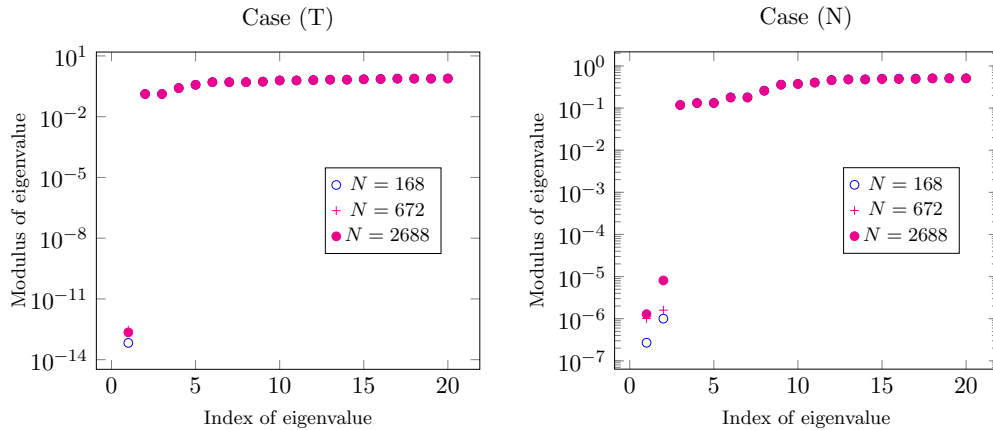 Case (T)
10^1
10^{-2}
10^{-5}
10^{-8}
10^{-11}
10^{-14}
Modulus of eigenvalue
N = 168
N = 672
N = 2688
0 5 10 15 20
Index of eigenvalue
Case (N)
10^0
10^{-1}
10^{-2}
10^{-3}
10^{-4}
10^{-5}
10^{-6}
10^{-7}
Modulus of eigenvalue
N = 168
N = 672
N = 2688
0 5 10 15 20
Index of eigenvalue